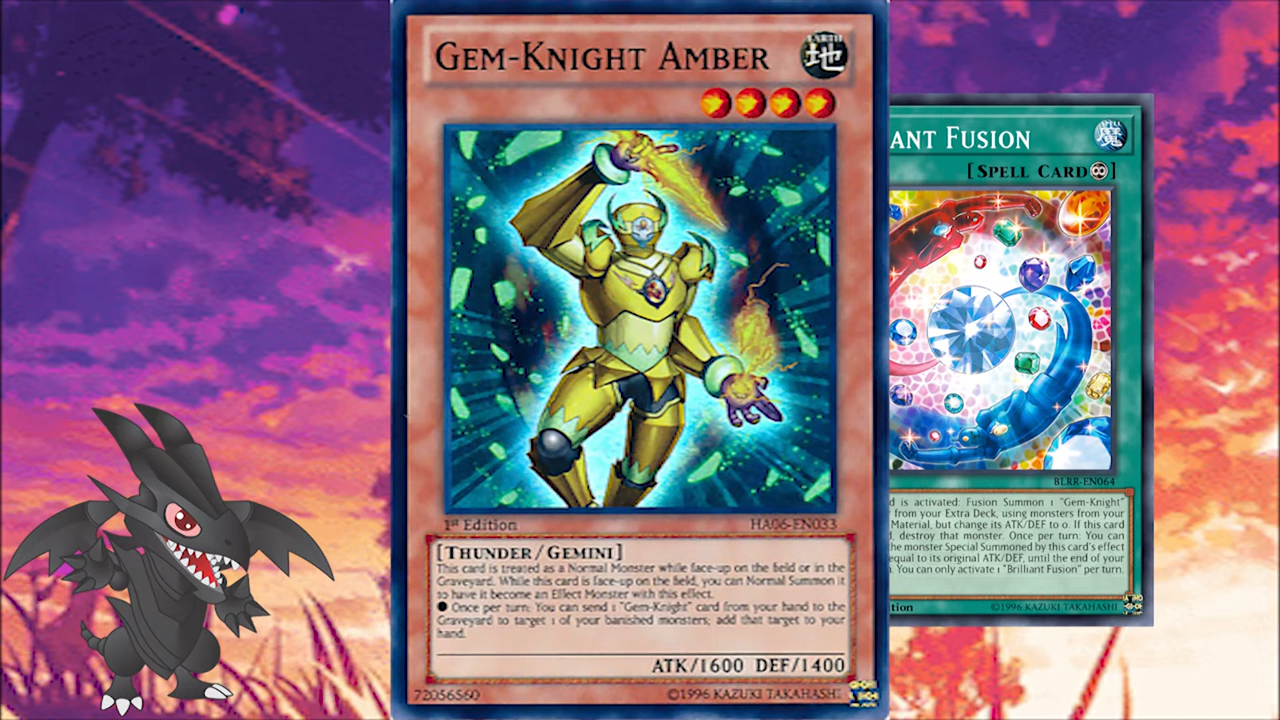 GEM-KNIGHT AMBER
EARTH
地
1st Edition
HA06-EN033
[THUNDER/GEMINI]
This card is treated as a Normal Monster while face-up on the field or in the
Graveyard. While this card is face-up on the field, you can Normal Summon it
to have it become an Effect Monster with this effect.
● Once per turn: You can send 1 "Gem-Knight" card from your hand to the
Graveyard to target 1 of your banished monsters; add that target to your
hand.
ATK/1600 DEF/1400
72056560
©1996 KAZUKI TAKAHASHI
ANT FUSION
魔
[SPELL CARD]
BLRR-EN064
d is activated: Fusion Summon 1 "Gem-Knight"
from your Extra Deck, using monsters from your
Material, but change its ATK/DEF to 0. If this card
, destroy that monster. Once per turn: You can
he monster Special Summoned by this card's effect
equal to its original ATK/DEF, until the end of your
. You can only activate 1 "Brilliant Fusion" per turn.
tion
©1996 KAZUKI TAKAHASHI